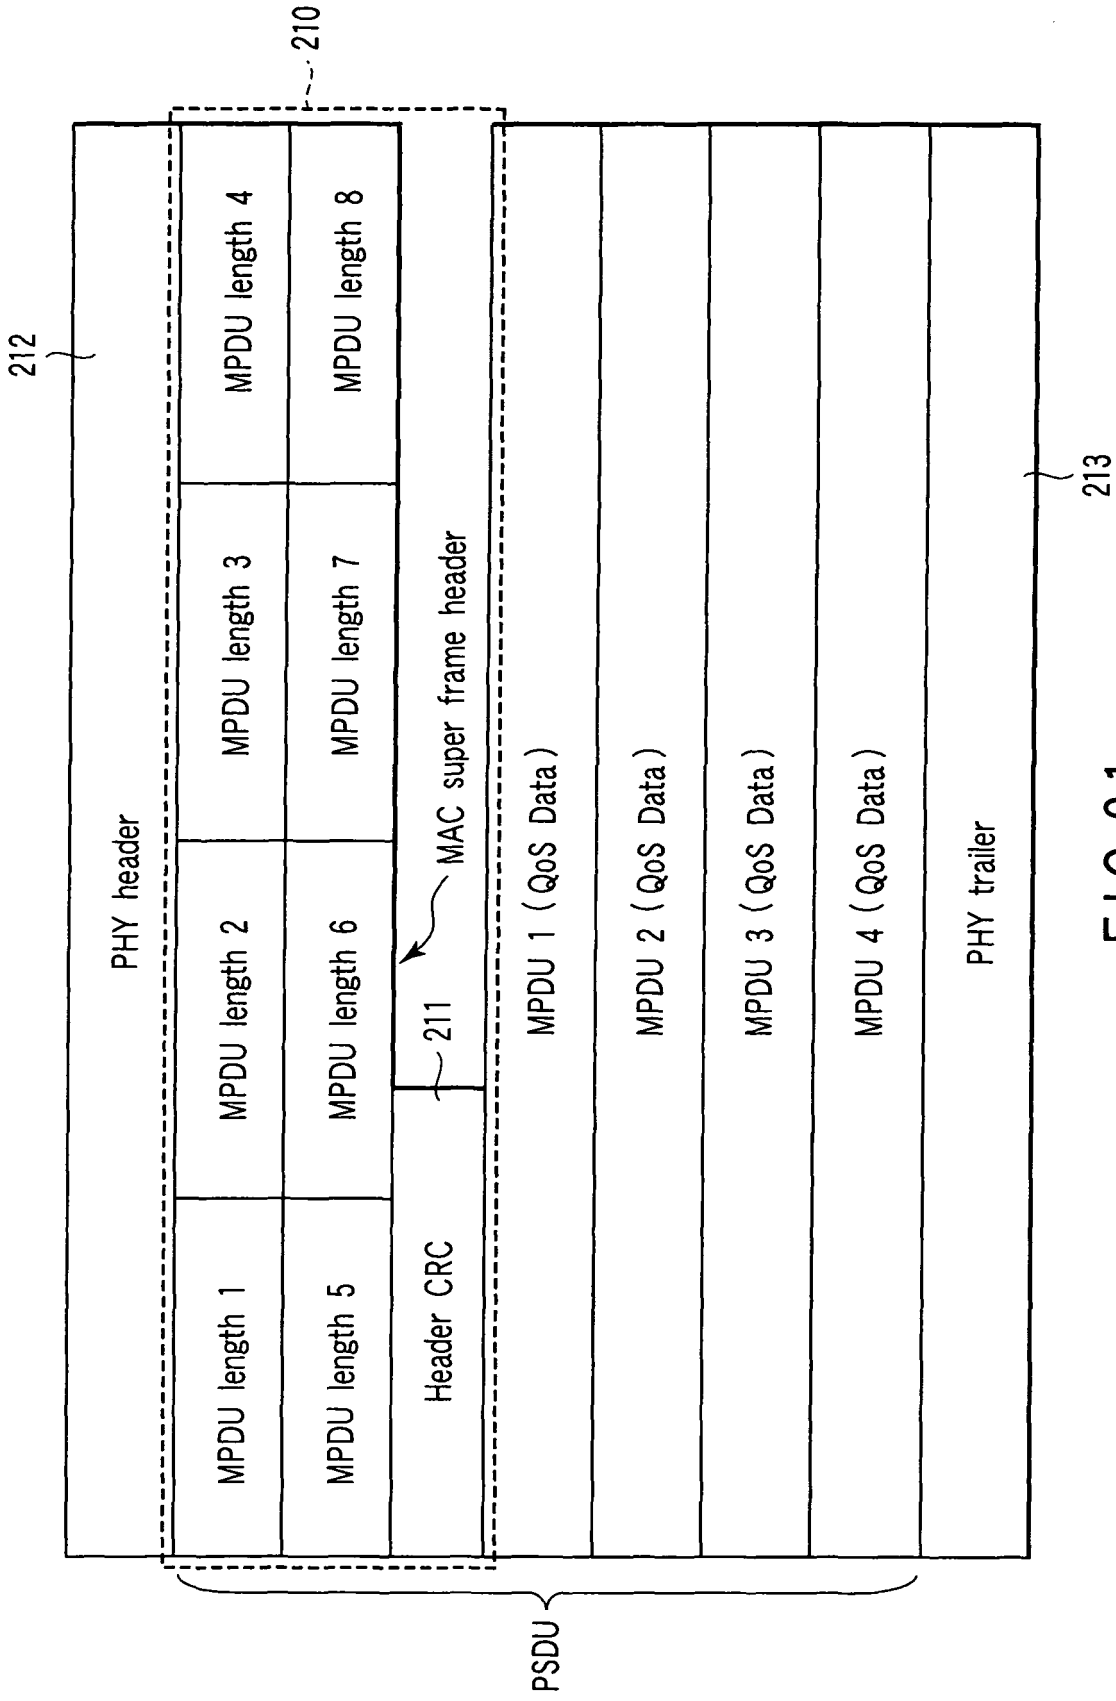 210
212
PHY header
MPDU length 1
MPDU length 2
MPDU length 3
MPDU length 4
MPDU length 5
MPDU length 6
MPDU length 7
MPDU length 8
Header CRC
211
MAC super frame header
MPDU 1 (QoS Data)
MPDU 2 (QoS Data)
MPDU 3 (QoS Data)
MPDU 4 (QoS Data)
PHY trailer
213
PSDU